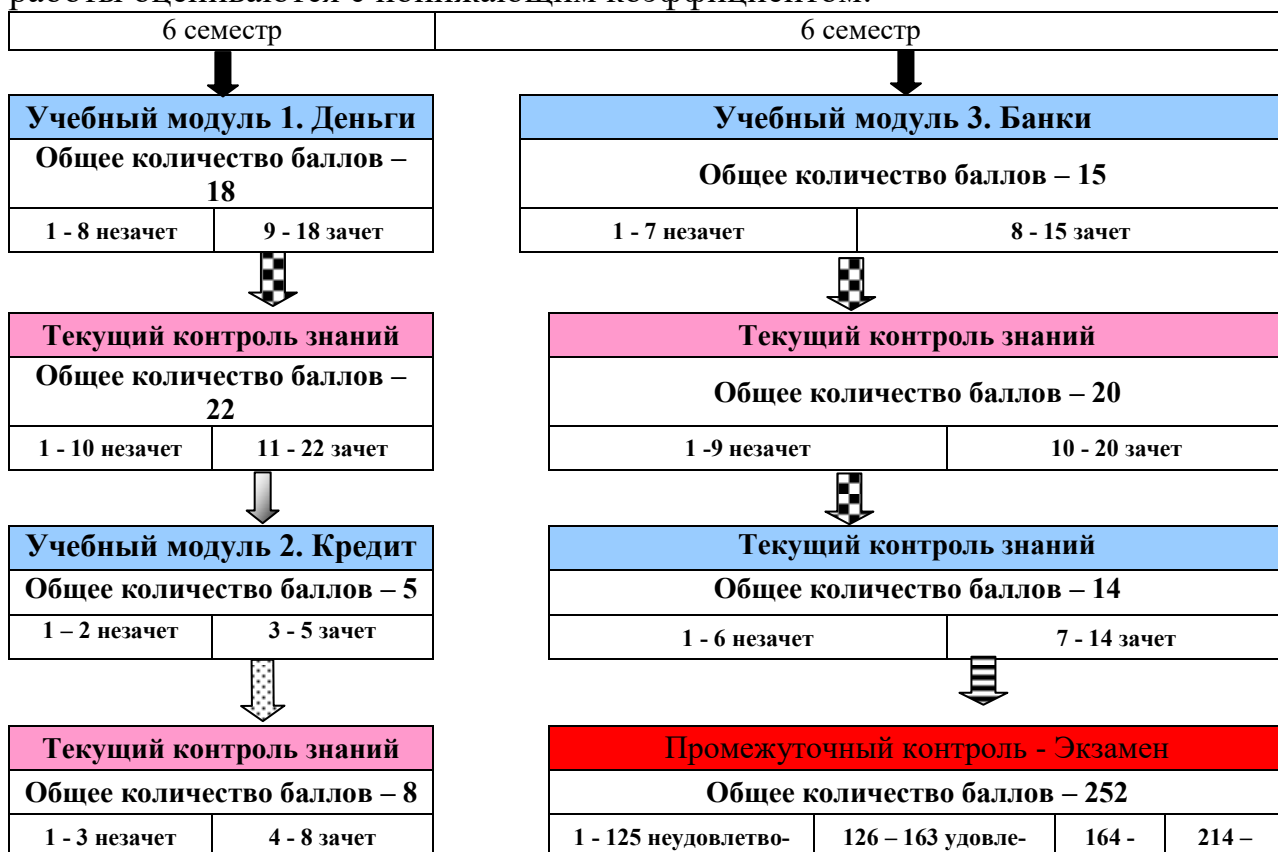 работы оцениваются с понижающим коэффициентом.
6 семестр
6 семестр
Учебный модуль 1. Деньги
Общее количество баллов –
18
1 - 8 незачет
9 - 18 зачет
Текущий контроль знаний
Общее количество баллов –
22
1 - 10 незачет
11 - 22 зачет
Учебный модуль 2. Кредит
Общее количество баллов – 5
1 – 2 незачет
3 - 5 зачет
Текущий контроль знаний
Общее количество баллов – 8
1 - 3 незачет
4 - 8 зачет
Учебный модуль 3. Банки
Общее количество баллов – 15
1 - 7 незачет
8 - 15 зачет
Текущий контроль знаний
Общее количество баллов – 20
1 -9 незачет
10 - 20 зачет
Текущий контроль знаний
Общее количество баллов – 14
1 - 6 незачет
7 - 14 зачет
Промежуточный контроль - Экзамен
Общее количество баллов – 252
1 - 125 неудовлетво-
126 – 163 удовле-
164 -
214 –